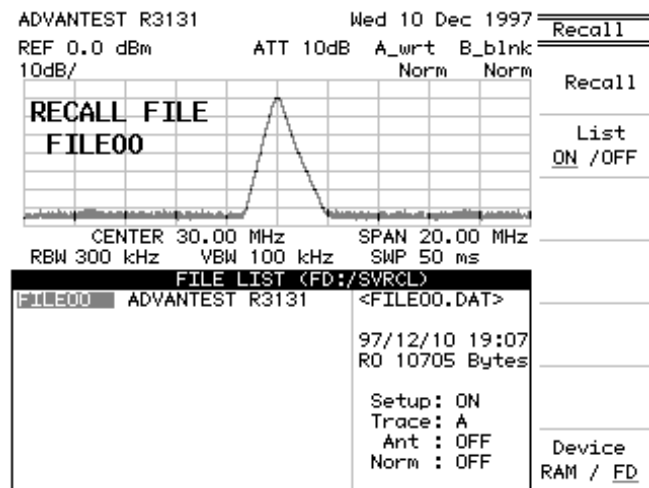 ADVANTEST R3131 Wed 10 Dec 1997
REF 0.0 dBm ATT 10dB A_wrt B_blnk
10dB/ Norm Norm
RECALL FILE
FILE00
CENTER 30.00 MHz SPAN 20.00 MHz
RBW 300 kHz VBW 100 kHz SWP 50 ms
FILE LIST (FD:/SVRCL)
FILE00 ADVANTEST R3131
<FILE00.DAT>
97/12/10 19:07
RO 10705 Bytes
Setup: ON
Trace: A
Ant : OFF
Norm : OFF
Recall
Recall
List
ON /OFF
Device
RAM / FD